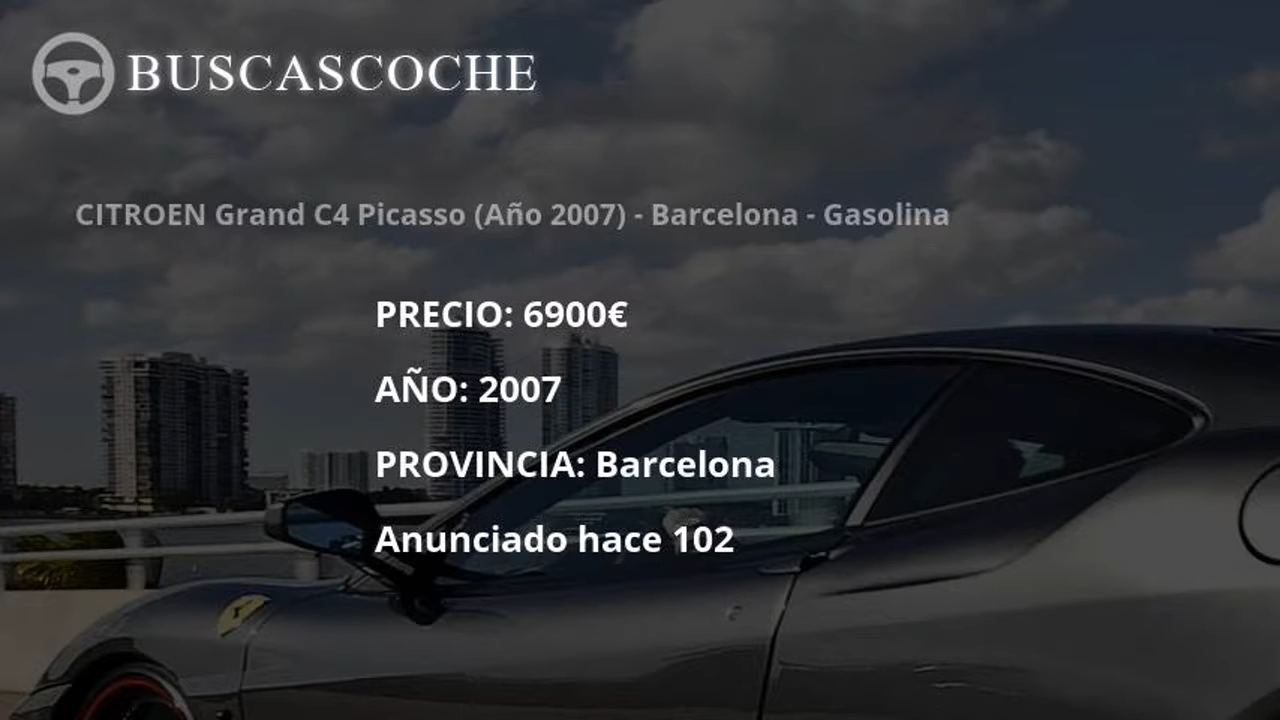 BUSCASCOCHE
CITROEN Grand C4 Picasso (Año 2007) - Barcelona - Gasolina
PRECIO: 6900€
AÑO: 2007
PROVINCIA: Barcelona
Anunciado hace 102